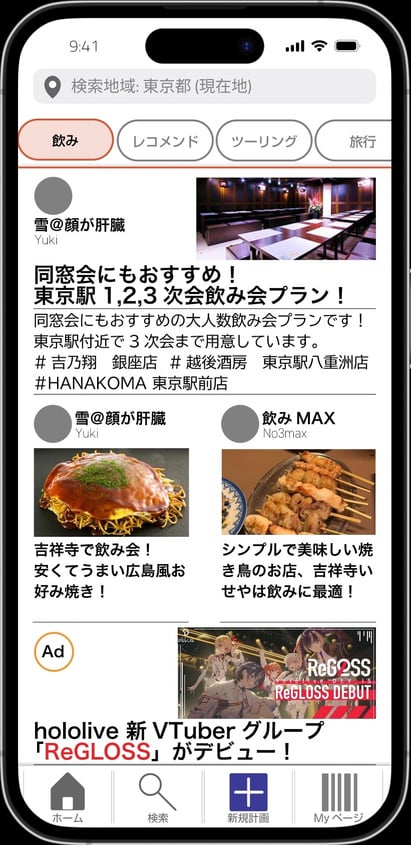 9:41
検索地域: 東京都 (現在地)
飲み
レコメンド
ツーリング
旅行
雪@顔が肝臓
Yuki
同窓会にもおすすめ！
東京駅 1,2,3 次会飲み会プラン！
同窓会にもおすすめの大人数飲み会プランです！
東京駅付近で 3 次会まで用意しています。
# 吉乃翔　銀座店　# 越後酒房　東京駅八重洲店
#HANAKOMA 東京駅前店
雪@顔が肝臓
Yuki
飲み MAX
No3max
吉祥寺で飲み会！
安くてうまい広島風お
好み焼き！
シンプルで美味しい焼
き鳥のお店、吉祥寺い
せやは飲みに最適！
Ad
ReGLOSS
ReGLOSS DEBUT
hololive 新 VTuber グループ
「ReGLOSS」がデビュー！
ホーム
検索
新規計画
My ページ